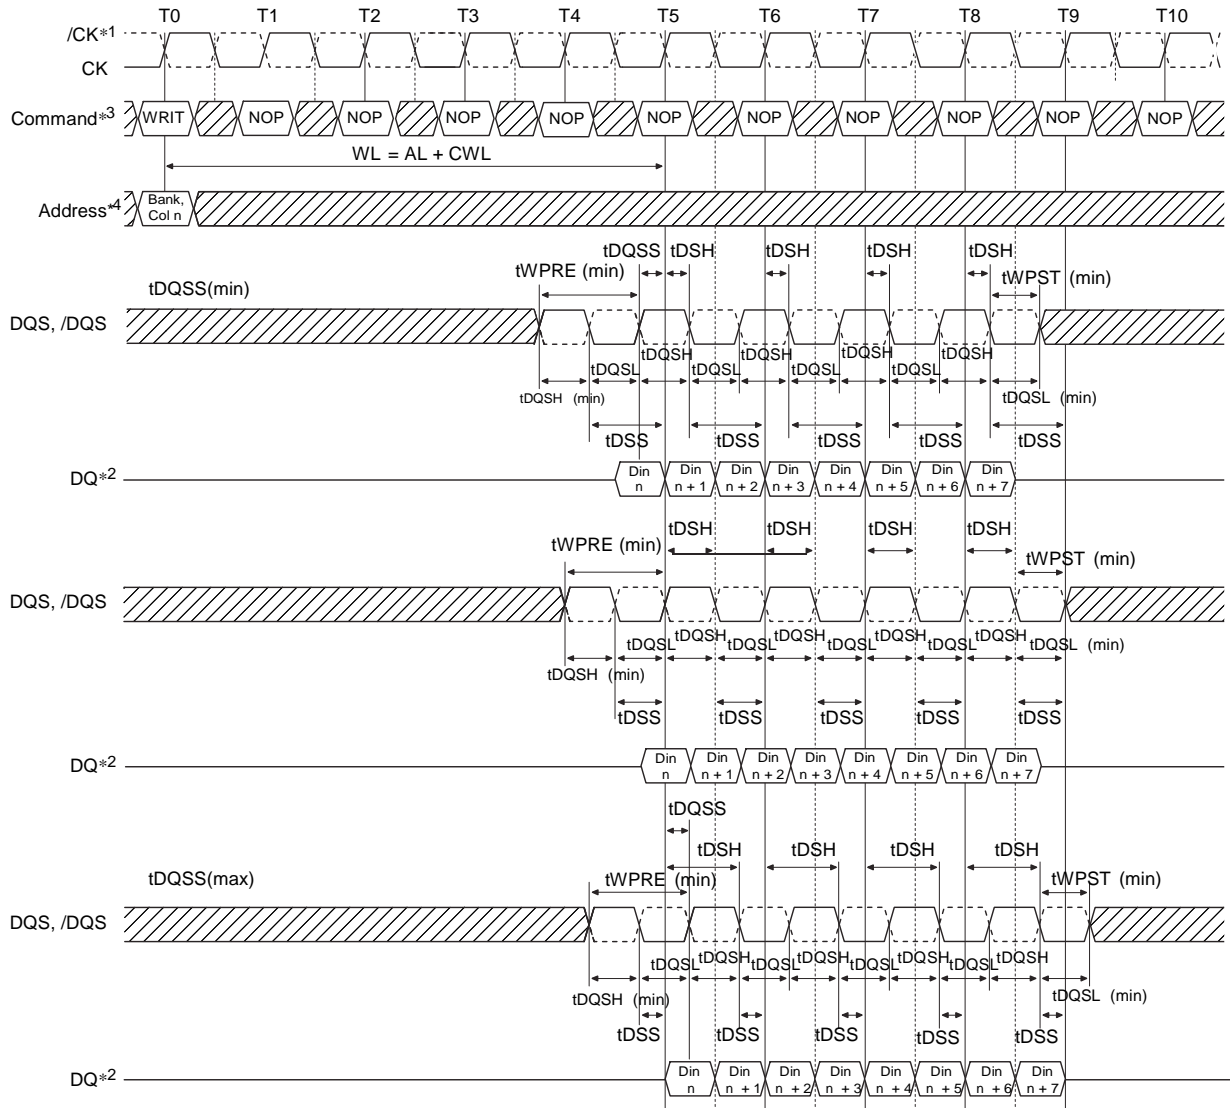 T0 T1 T2 T3 T4 T5 T6 T7 T8 T9 T10
/CK*1
CK
Command*3 WRIT NOP NOP NOP NOP NOP NOP NOP NOP NOP NOP
WL = AL + CWL
Address*4 Bank, Col n
tDQSS tDSH tDSH tDSH tDSH
tWPRE (min) tWPST (min)
tDQSS(min)
DQS, /DQS
tDQSH tDQSH tDQSH tDQSH
tDQSL tDQSL tDQSL tDQSL
tDQSH (min) tDQSL (min)
tDSS tDSS tDSS tDSS tDSS
DQ*2 Din n Din n + 1 Din n + 2 Din n + 3 Din n + 4 Din n + 5 Din n + 6 Din n + 7
tDSH tDSH tDSH tDSH
tWPRE (min) tWPST (min)
DQS, /DQS
tDQSL tDQSH tDQSL tDQSH tDQSL tDQSH tDQSL tDQSH tDQSL (min)
tDQSH (min)
tDSS tDSS tDSS tDSS tDSS
DQ*2 Din n Din n + 1 Din n + 2 Din n + 3 Din n + 4 Din n + 5 Din n + 6 Din n + 7
tDQSS
tDSH tDSH tDSH tDSH
tDQSS(max) tWPRE (min) tWPST (min)
DQS, /DQS
tDQSL tDQSH tDQSL tDQSH tDQSL tDQSH tDQSL tDQSH
tDQSH (min) tDQSL (min)
tDSS tDSS tDSS tDSS tDSS
DQ*2 Din n Din n + 1 Din n + 2 Din n + 3 Din n + 4 Din n + 5 Din n + 6 Din n + 7